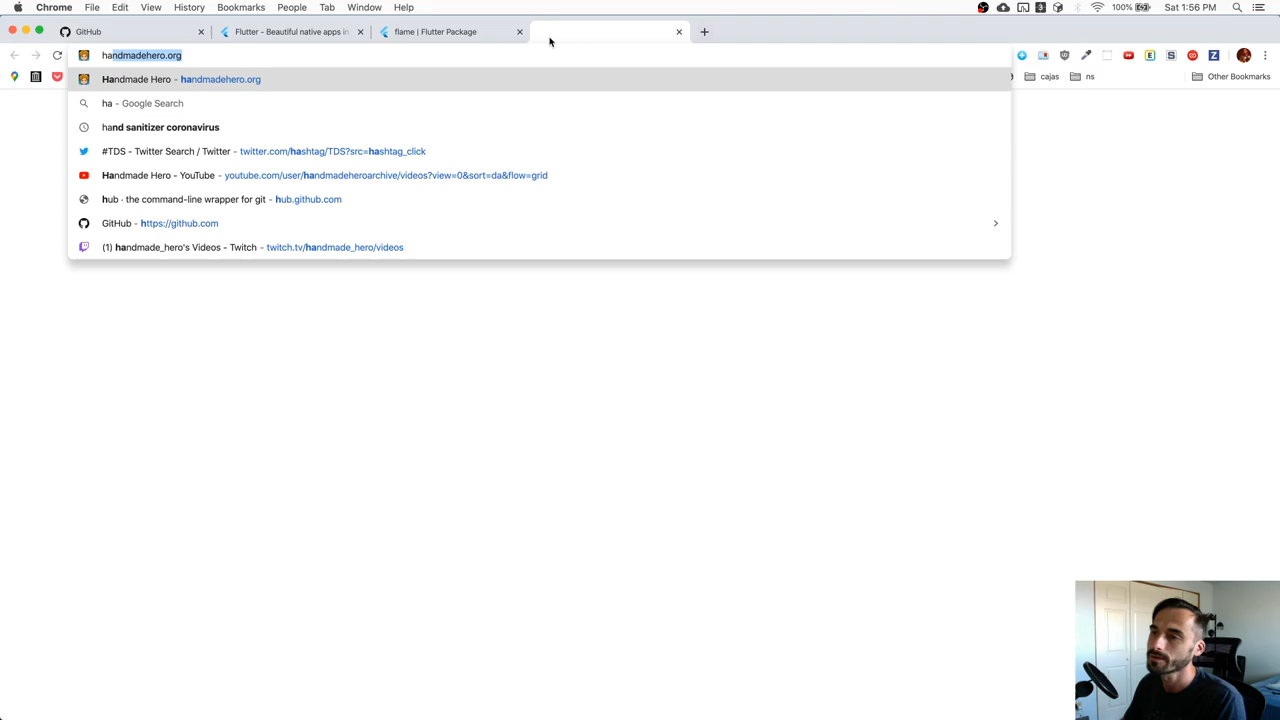 Chrome File Edit View History Bookmarks People Tab Window Help 3 100% Sat 1:56 PM
GitHub Flutter - Beautiful native apps in flame | Flutter Package
handmadehero.org
cajas ns Other Bookmarks
Handmade Hero - handmadehero.org
ha - Google Search
hand sanitizer coronavirus
#TDS - Twitter Search / Twitter - twitter.com/hashtag/TDS?src=hashtag_click
Handmade Hero - YouTube - youtube.com/user/handmadeheroarchive/videos?view=0&sort=da&flow=grid
hub · the command-line wrapper for git - hub.github.com
GitHub - https://github.com
(1) handmade_hero's Videos - Twitch - twitch.tv/handmade_hero/videos